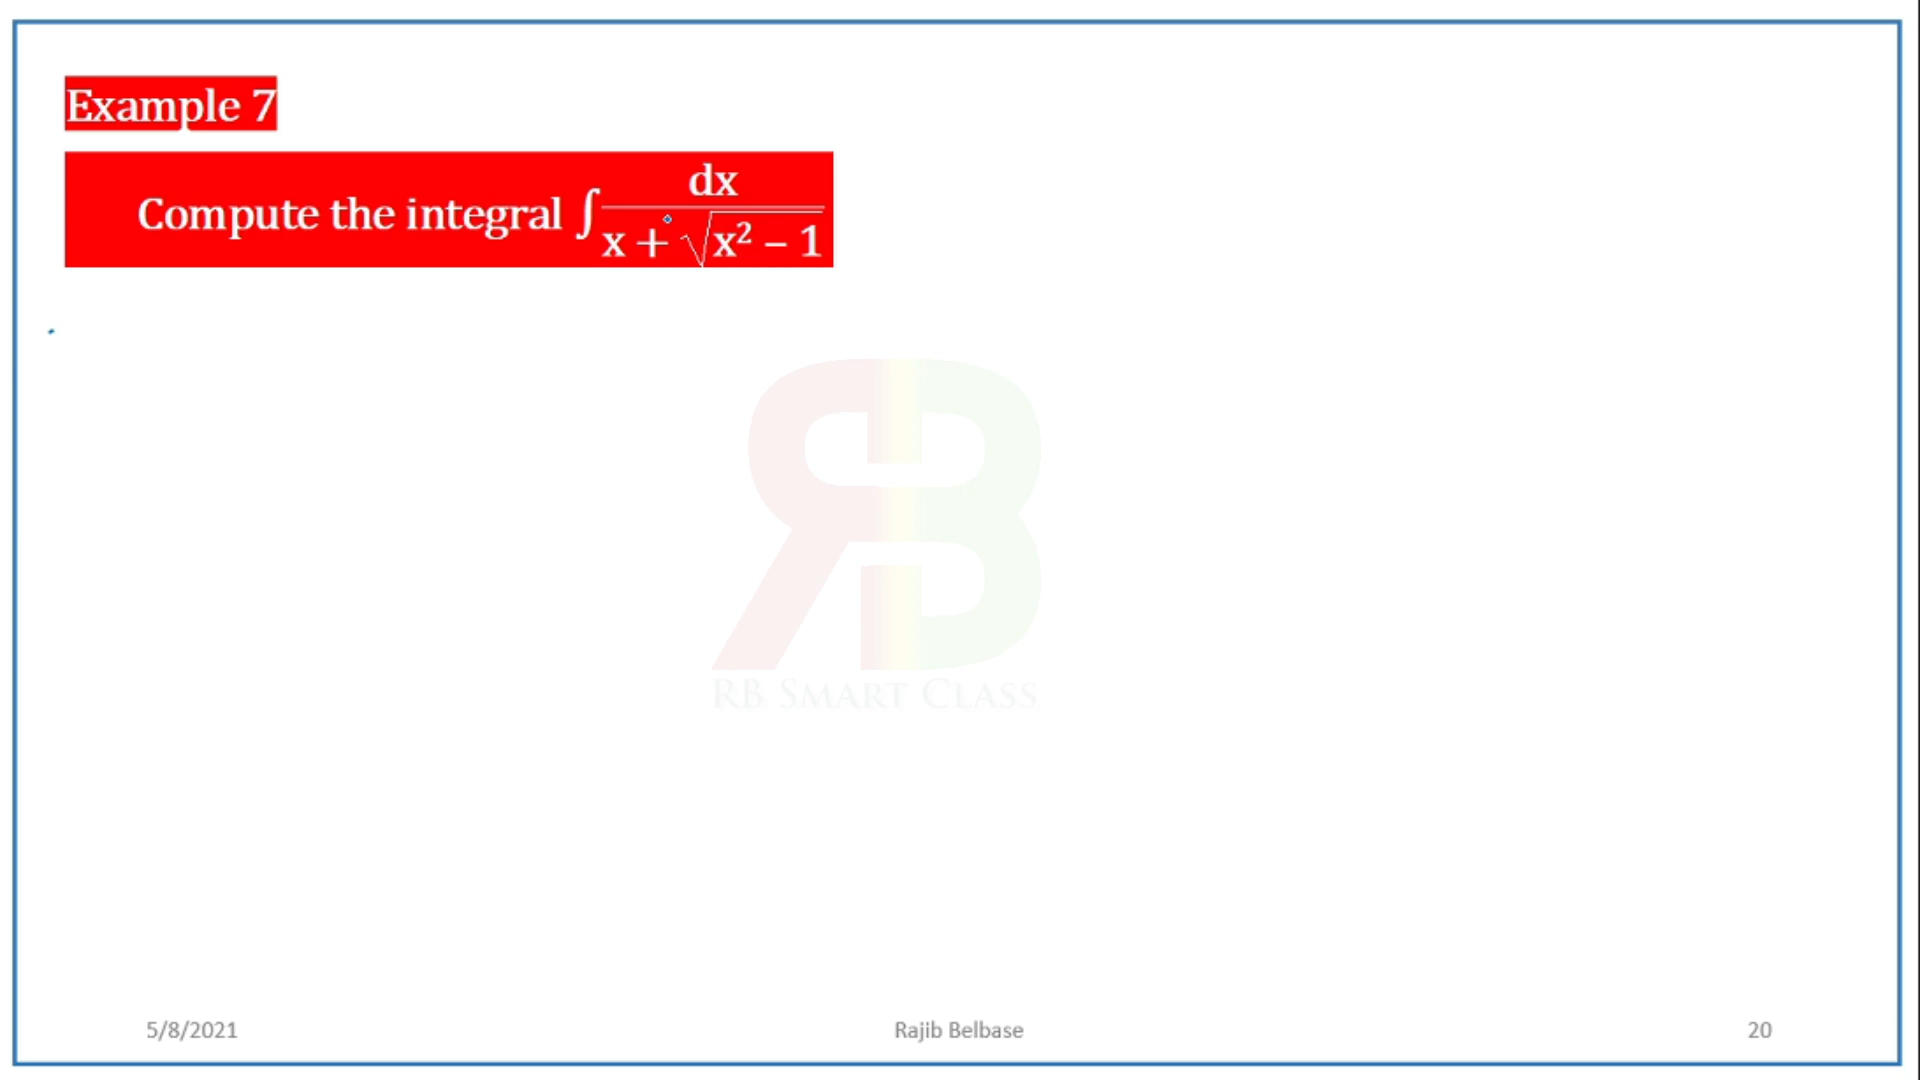 Example 7
Compute the integral ∫ dx / (x + √(x² – 1))
RB SMART CLASS
5/8/2021
Rajib Belbase
20